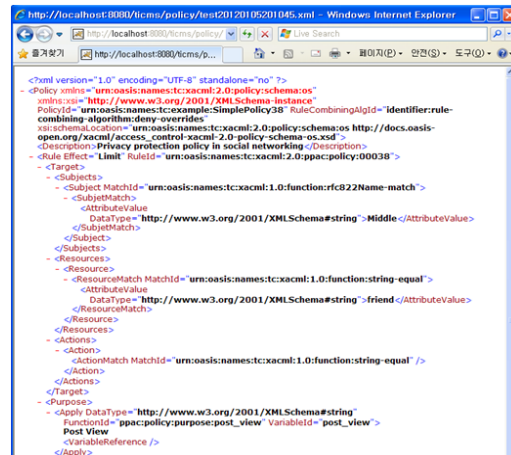 http://localhost:8080/ticms/policy/test20120105201045.xml - Windows Internet Explorer
http://localhost:8080/ticms/policy/ Live Search
즐겨찾기 http://localhost:8080/ticms/p... 페이지(P) 안전(S) 도구(O)
<?xml version="1.0" encoding="UTF-8" standalone="no" ?>
- <Policy xmlns="urn:oasis:names:tc:xacml:2.0:policy:schema:os"
xmlns:xsi="http://www.w3.org/2001/XMLSchema-instance"
PolicyId="urn:oasis:names:tc:example:SimplePolicy38" RuleCombiningAlgId="identifier:rule-
combining-algorithm:deny-overrides"
xsi:schemaLocation="urn:oasis:names:tc:xacml:2.0:policy:schema:os http://docs.oasis-
open.org/xacml/access_control-xacml-2.0-policy-schema-os.xsd">
<Description>Privacy protection policy in social networking</Description>
- <Rule Effect="Limit" RuleId="urn:oasis:names:tc:xacml:2.0:ppac:policy:00038">
- <Target>
- <Subjects>
- <Subject MatchId="urn:oasis:names:tc:xacml:1.0:function:rfc822Name-match">
- <SubjetMatch>
<AttributeValue
DataType="http://www.w3.org/2001/XMLSchema#string">Middle</AttributeValue>
</SubjetMatch>
</Subject>
</Subjects>
- <Resources>
- <Resource>
- <ResourceMatch MatchId="urn:oasis:names:tc:xacml:1.0:function:string-equal">
<AttributeValue
DataType="http://www.w3.org/2001/XMLSchema#string">friend</AttributeValue>
</ResourceMatch>
</Resource>
</Resources>
- <Actions>
- <Action>
<ActionMatch MatchId="urn:oasis:names:tc:xacml:1.0:function:string-equal" />
</Action>
</Actions>
</Target>
- <Purpose>
- <Apply DataType="http://www.w3.org/2001/XMLSchema#string"
FunctionId="ppac:policy:purpose:post_view" VariableId="post_view">
Post View
<VariableReference />
</Apply>